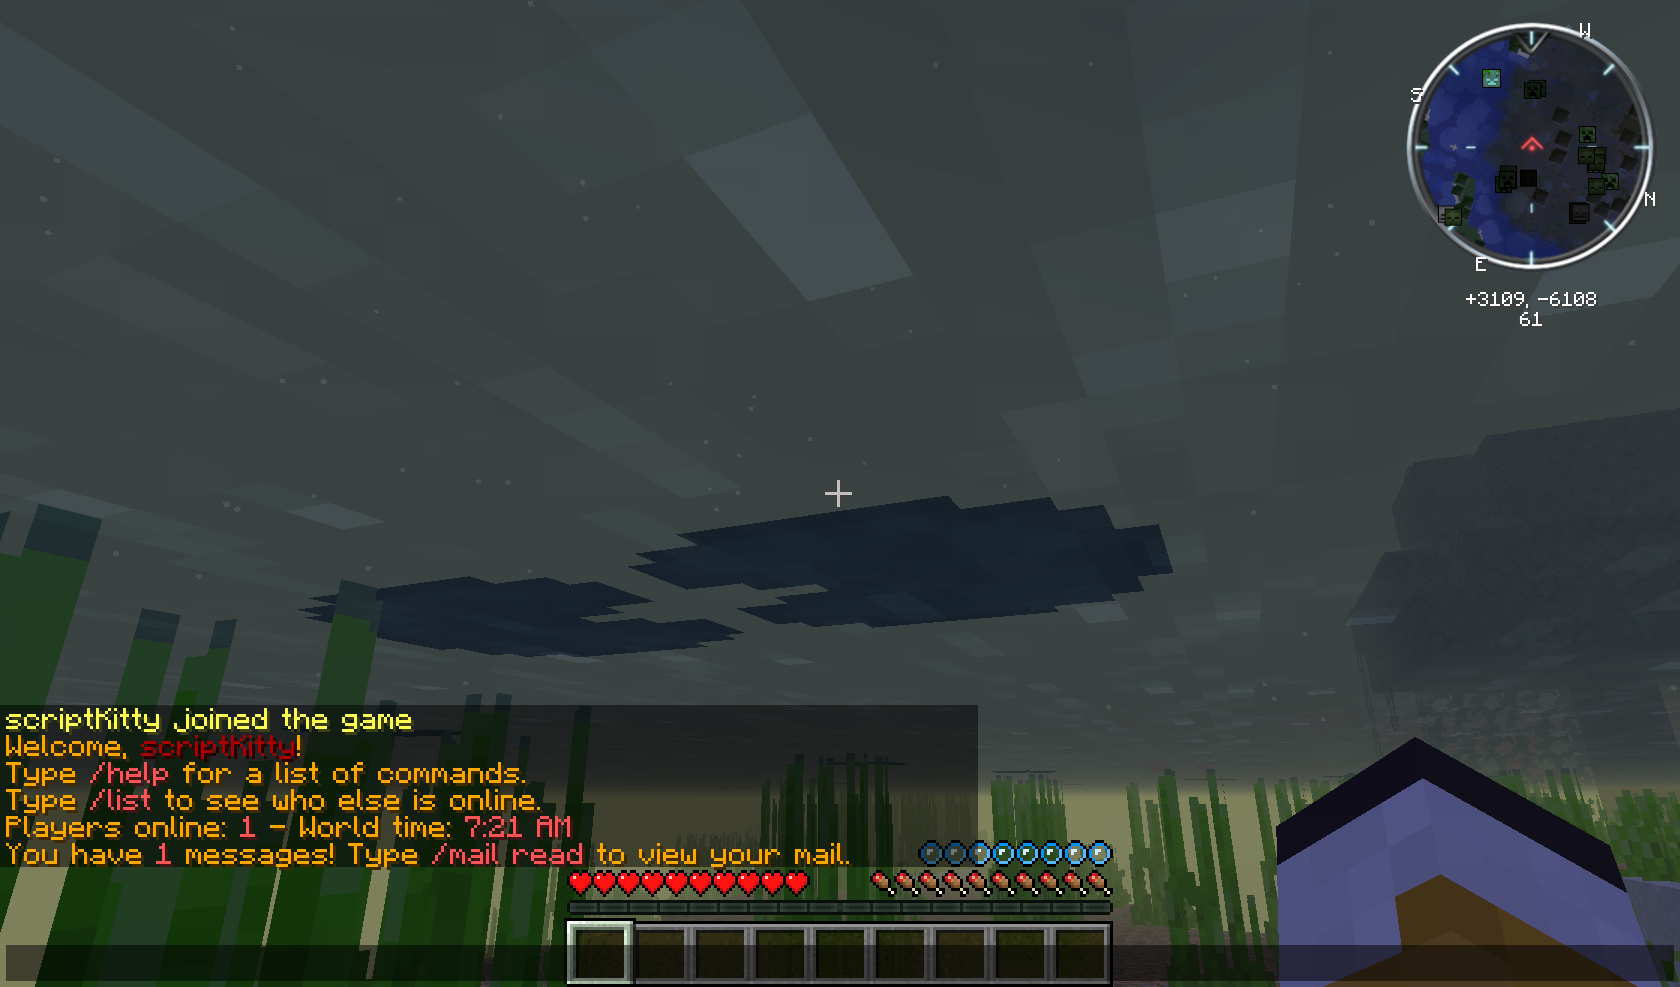 W
S
N
E
+3109, -6108
61
scriptKitty joined the game
Welcome, scriptKitty!
Type /help for a list of commands.
Type /list to see who else is online.
Players online: 1 - World time: 7:21 AM
You have 1 messages! Type /mail read to view your mail.